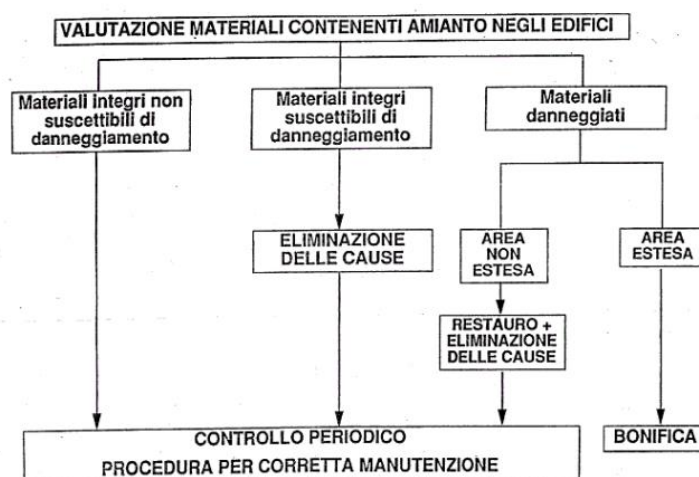 VALUTAZIONE MATERIALI CONTENENTI AMIANTO NEGLI EDIFICI
Materiali integri non
suscettibili di
danneggiamento
Materiali integri
suscettibili di
danneggiamento
Materiali
danneggiati
ELIMINAZIONE
DELLE CAUSE
AREA
NON
ESTESA
AREA
ESTESA
RESTAURO +
ELIMINAZIONE
DELLE CAUSE
CONTROLLO PERIODICO
PROCEDURA PER CORRETTA MANUTENZIONE
BONIFICA